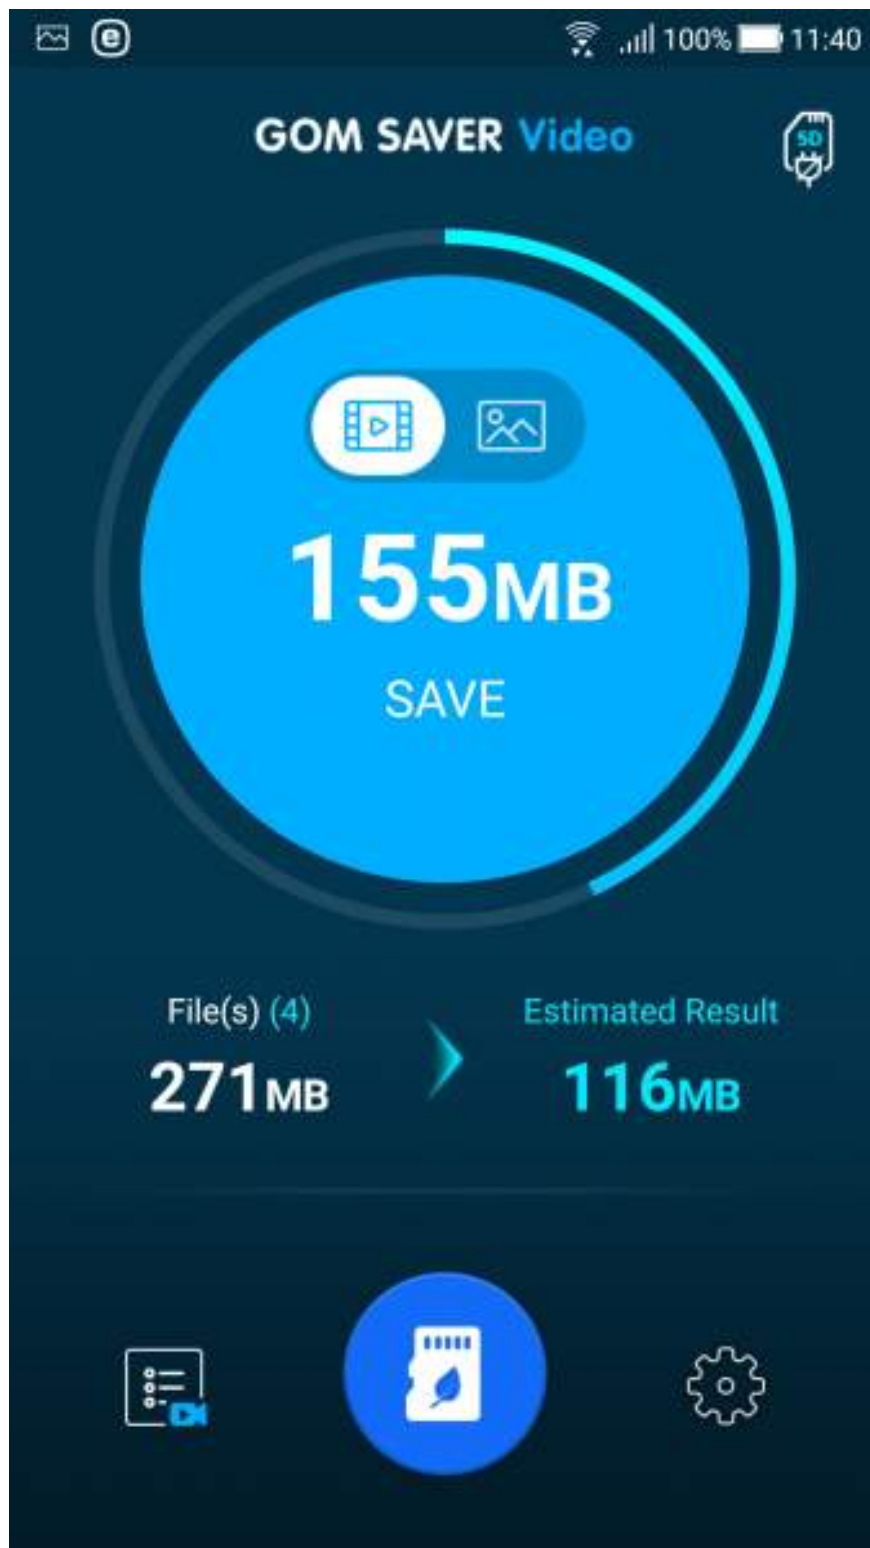 100% 11:40
GOM SAVER Video
SD
155MB
SAVE
File(s) (4)
Estimated Result
271MB
116MB